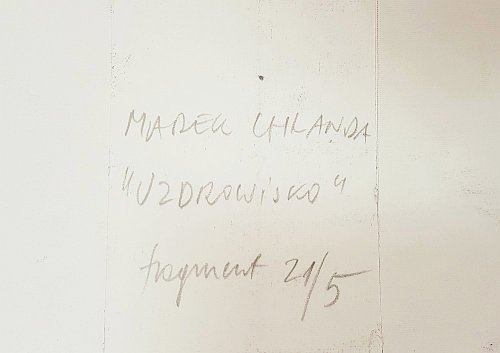 MAREK CHLANDA
"UZDROWISKO"
fragment 21/5